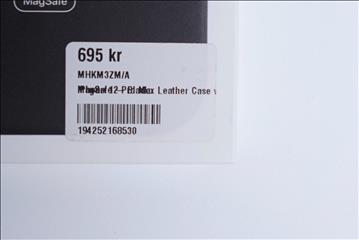 MagSafe
695 kr
MHKM3ZM/A
Leather Case w
194252168530